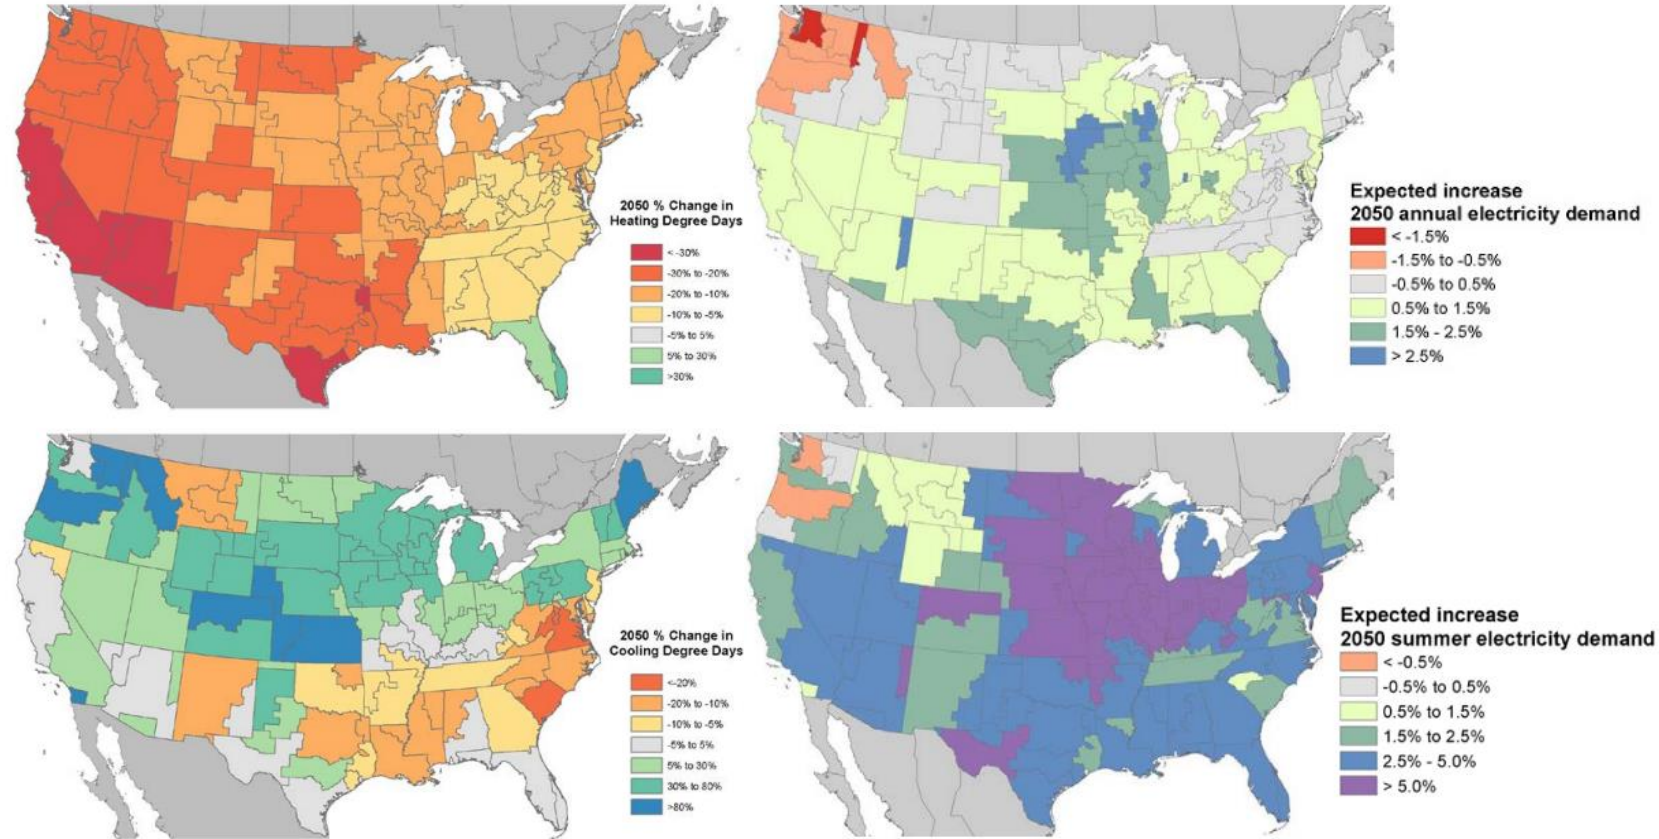 2050 % Change in
Heating Degree Days
< -30%
-30% to -20%
-20% to -10%
-10% to -5%
-5% to 5%
5% to 30%
>30%
Expected increase
2050 annual electricity demand
< -1.5%
-1.5% to -0.5%
-0.5% to 0.5%
0.5% to 1.5%
1.5% - 2.5%
> 2.5%
2050 % Change in
Cooling Degree Days
<-20%
-20% to -10%
-10% to -5%
-5% to 5%
5% to 30%
30% to 80%
>80%
Expected increase
2050 summer electricity demand
< -0.5%
-0.5% to 0.5%
0.5% to 1.5%
1.5% to 2.5%
2.5% - 5.0%
> 5.0%